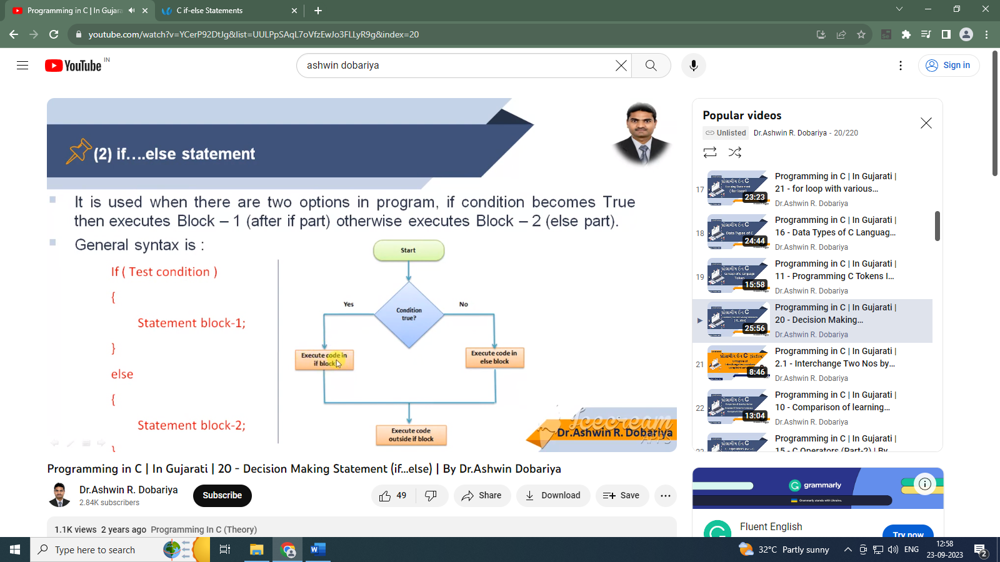 Programming in C | In Gujara
C if-else Statements
youtube.com/watch?v=YCerP92DtJg&list=UULPpSAqL7oVfzEwJo3FLLyR9g&index=20
YouTube IN
ashwin dobariya
Sign in
(2) if....else statement
It is used when there are two options in program, if condition becomes True
then executes Block – 1 (after if part) otherwise executes Block – 2 (else part).
General syntax is :
If ( Test condition )
{
Statement block-1;
}
else
{
Statement block-2;
}
Start
Condition
true?
Yes
No
Execute code in
if block
Execute code in
else block
Execute code
outside if block
Icecream
APPS
Dr.Ashwin R. Dobariya
Programming in C | In Gujarati | 20 - Decision Making Statement (if...else) | By Dr.Ashwin Dobariya
Dr.Ashwin R. Dobariya
2.84K subscribers
Subscribe
49
Share
Download
Save
1.1K views 2 years ago Programming In C (Theory)
Popular videos
Unlisted Dr.Ashwin R. Dobariya - 20/220
17
23:23
Programming in C | In Gujarati |
21 - for loop with various...
Dr.Ashwin R. Dobariya
18
Data Types of C
24:44
Programming in C | In Gujarati |
16 - Data Types of C Languag...
Dr.Ashwin R. Dobariya
19
15:58
Programming in C | In Gujarati |
11 - Programming C Tokens I...
Dr.Ashwin R. Dobariya
25:56
Programming in C | In Gujarati |
20 - Decision Making...
Dr.Ashwin R. Dobariya
21
8:46
Programming in C | In Gujarati |
2.1 - Interchange Two Nos by...
Dr.Ashwin R. Dobariya
22
13:04
Programming in C | In Gujarati |
10 - Comparison of learning...
Dr.Ashwin R. Dobariya
Programming in C | In Gujarati |
15 - C Operators (Part-2) | By
grammarly
Grammarly stands with Ukraine.
Fluent English
Try now
Type here to search
32°C Partly sunny
ENG
12:58
23-09-2023
2